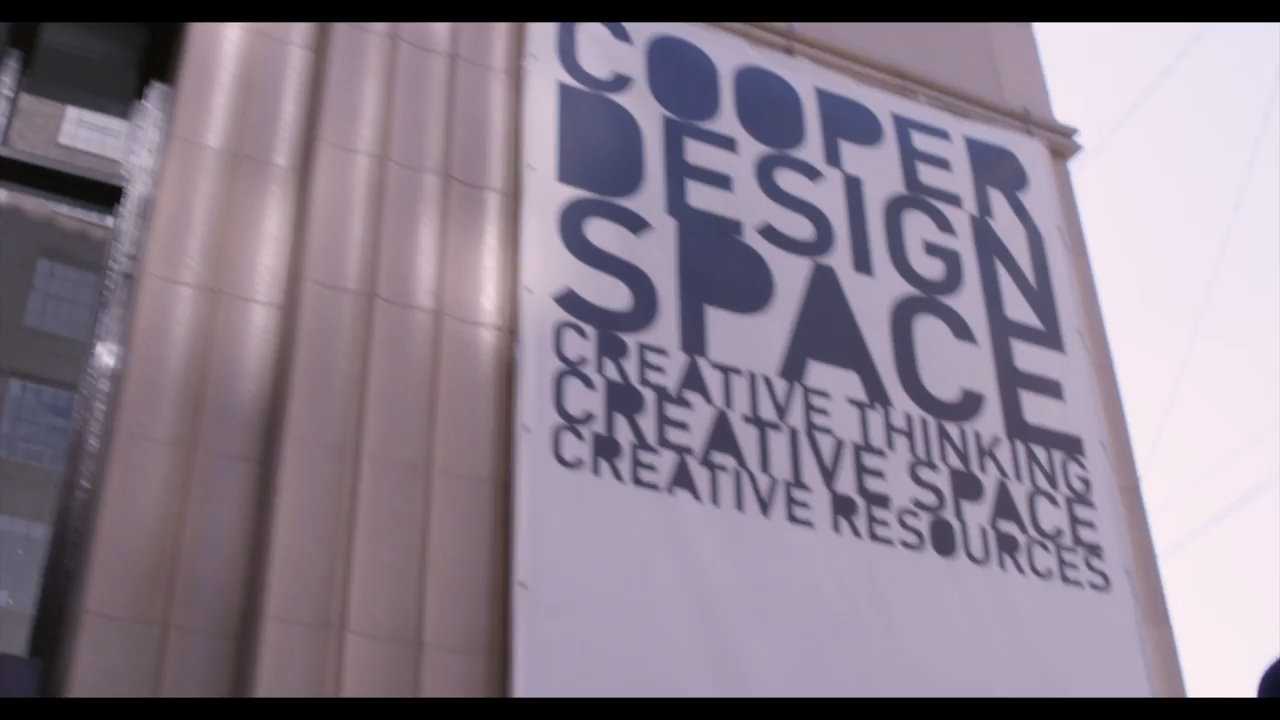 COOPER
DESIGN
SPACE
CREATIVE THINKING
CREATIVE SPACE
CREATIVE RESOURCES